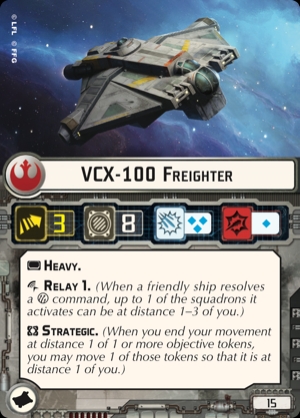 © LFL © FFG
VCX-100 FREIGHTER
3 8
HEAVY.
RELAY 1. (When a friendly ship resolves
a command, up to 1 of the squadrons it
activates can be at distance 1–3 of you.)
STRATEGIC. (When you end your movement
at distance 1 of 1 or more objective tokens,
you may move 1 of those tokens so that it is at
distance 1 of you.)
15